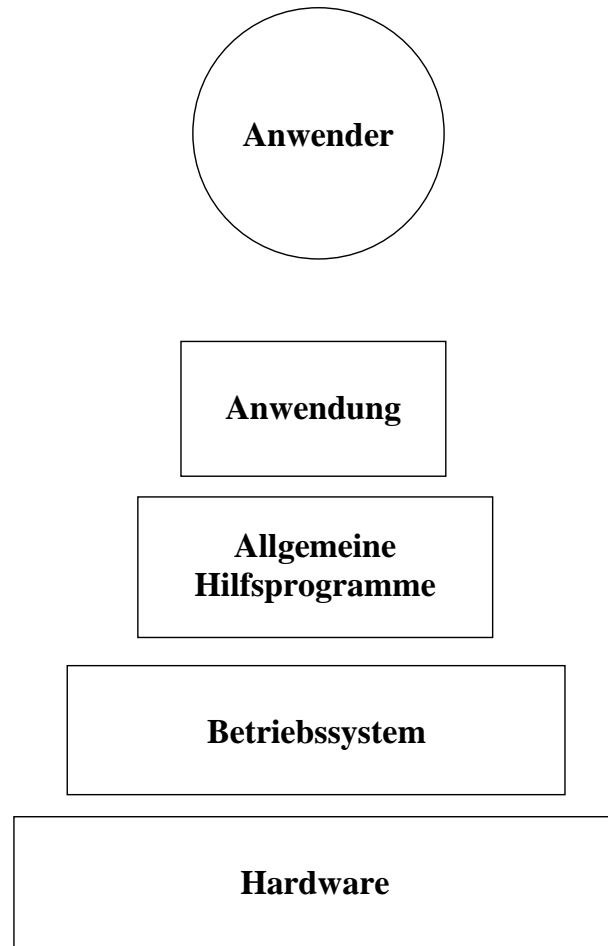 Anwender
Anwendung
Allgemeine
Hilfsprogramme
Betriebssystem
Hardware